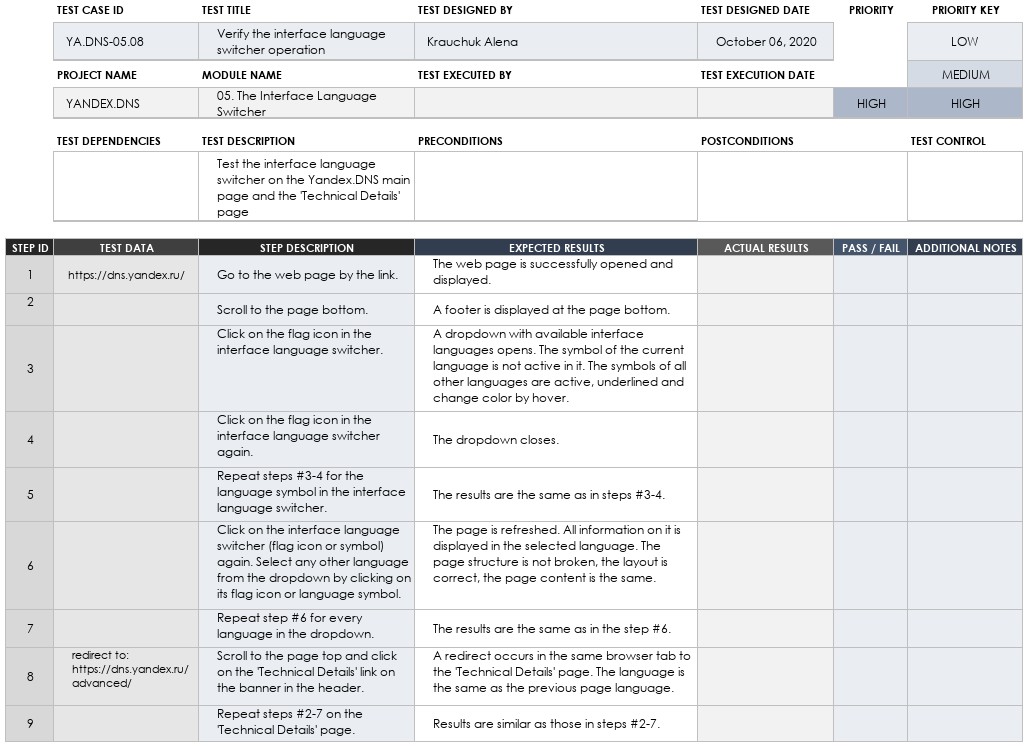 TEST CASE ID TEST TITLE TEST DESIGNED BY TEST DESIGNED DATE PRIORITY PRIORITY KEY
YA.DNS-05.08
Verify the interface language
switcher operation
Krauchuk Alena
October 06, 2020
LOW
PROJECT NAME MODULE NAME TEST EXECUTED BY TEST EXECUTION DATE MEDIUM
YANDEX.DNS
05. The Interface Language
Switcher
HIGH HIGH
TEST DEPENDENCIES TEST DESCRIPTION PRECONDITIONS POSTCONDITIONS TEST CONTROL
Test the interface language
switcher on the Yandex.DNS main
page and the 'Technical Details'
page
STEP ID TEST DATA STEP DESCRIPTION EXPECTED RESULTS ACTUAL RESULTS PASS / FAIL ADDITIONAL NOTES
1
https://dns.yandex.ru/
Go to the web page by the link.
The web page is successfully opened and
displayed.
2
Scroll to the page bottom.
A footer is displayed at the page bottom.
3
Click on the flag icon in the
interface language switcher.
A dropdown with available interface
languages opens. The symbol of the current
language is not active in it. The symbols of all
other languages are active, underlined and
change color by hover.
4
Click on the flag icon in the
interface language switcher
again.
The dropdown closes.
5
Repeat steps #3-4 for the
language symbol in the interface
language switcher.
The results are the same as in steps #3-4.
6
Click on the interface language
switcher (flag icon or symbol)
again. Select any other language
from the dropdown by clicking on
its flag icon or language symbol.
The page is refreshed. All information on it is
displayed in the selected language. The
page structure is not broken, the layout is
correct, the page content is the same.
7
Repeat step #6 for every
language in the dropdown.
The results are the same as in the step #6.
8
redirect to:
https://dns.yandex.ru/
advanced/
Scroll to the page top and click
on the 'Technical Details' link on
the banner in the header.
A redirect occurs in the same browser tab to
the 'Technical Details' page. The language is
the same as the previous page language.
9
Repeat steps #2-7 on the
'Technical Details' page.
Results are similar as those in steps #2-7.